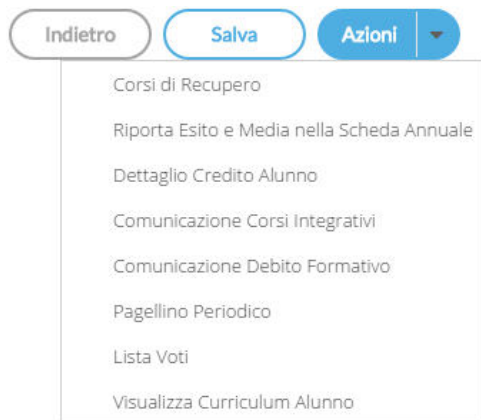 Indietro Salva Azioni
Corsi di Recupero
Riporta Esito e Media nella Scheda Annuale
Dettaglio Credito Alunno
Comunicazione Corsi Integrativi
Comunicazione Debito Formativo
Pagellino Periodico
Lista Voti
Visualizza Curriculum Alunno